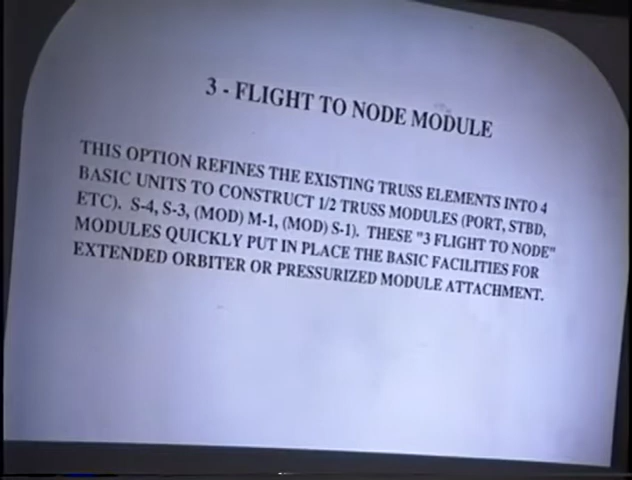 3 - FLIGHT TO NODE MODULE
THIS OPTION REFINES THE EXISTING TRUSS ELEMENTS INTO 4
BASIC UNITS TO CONSTRUCT 1/2 TRUSS MODULES (PORT, STBD,
ETC). S-4, S-3, (MOD) M-1, (MOD) S-1). THESE "3 FLIGHT TO NODE"
MODULES QUICKLY PUT IN PLACE THE BASIC FACILITIES FOR
EXTENDED ORBITER OR PRESSURIZED MODULE ATTACHMENT.